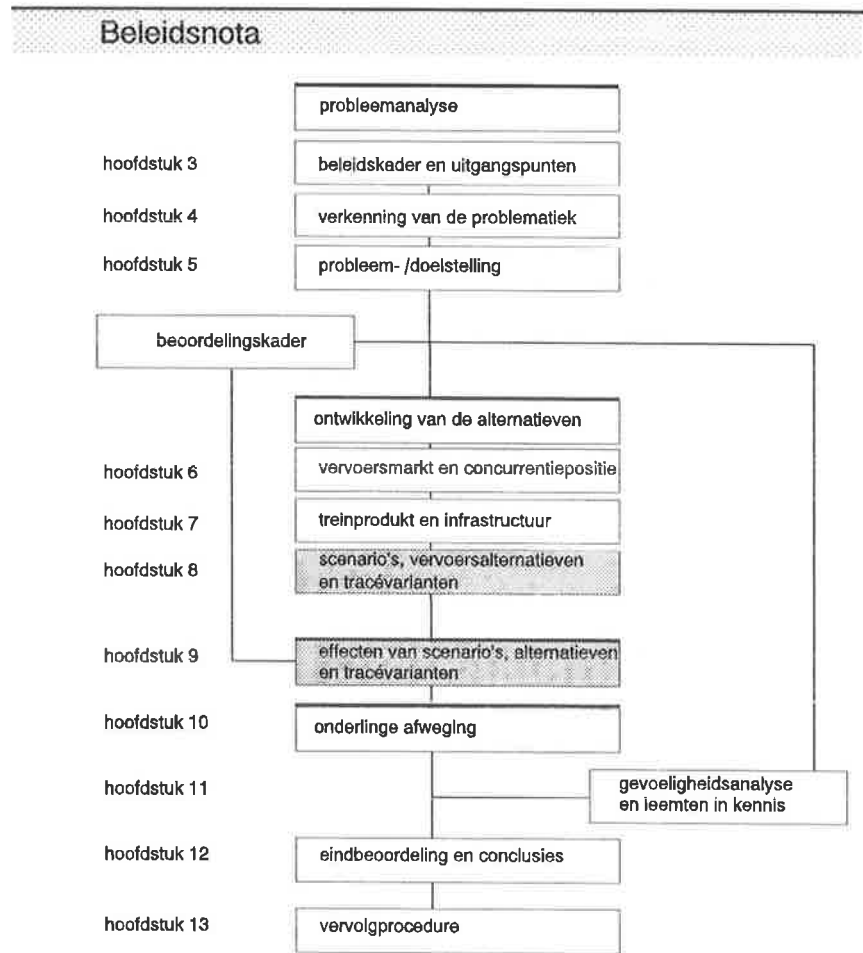 Beleidsnota
probleemanalyse
hoofdstuk 3
beleidskader en uitgangspunten
hoofdstuk 4
verkenning van de problematiek
hoofdstuk 5
probleem- /doelstelling
beoordelingskader
ontwikkeling van de alternatieven
hoofdstuk 6
vervoersmarkt en concurrentiepositie
hoofdstuk 7
treinprodukt en infrastructuur
hoofdstuk 8
scenario's, vervoersalternatieven
en tracévarianten
hoofdstuk 9
effecten van scenario's, alternatieven
en tracévarianten
hoofdstuk 10
onderlinge afweging
hoofdstuk 11
gevoeligheidsanalyse
en leemten in kennis
hoofdstuk 12
eindbeoordeling en conclusies
hoofdstuk 13
vervolgprocedure